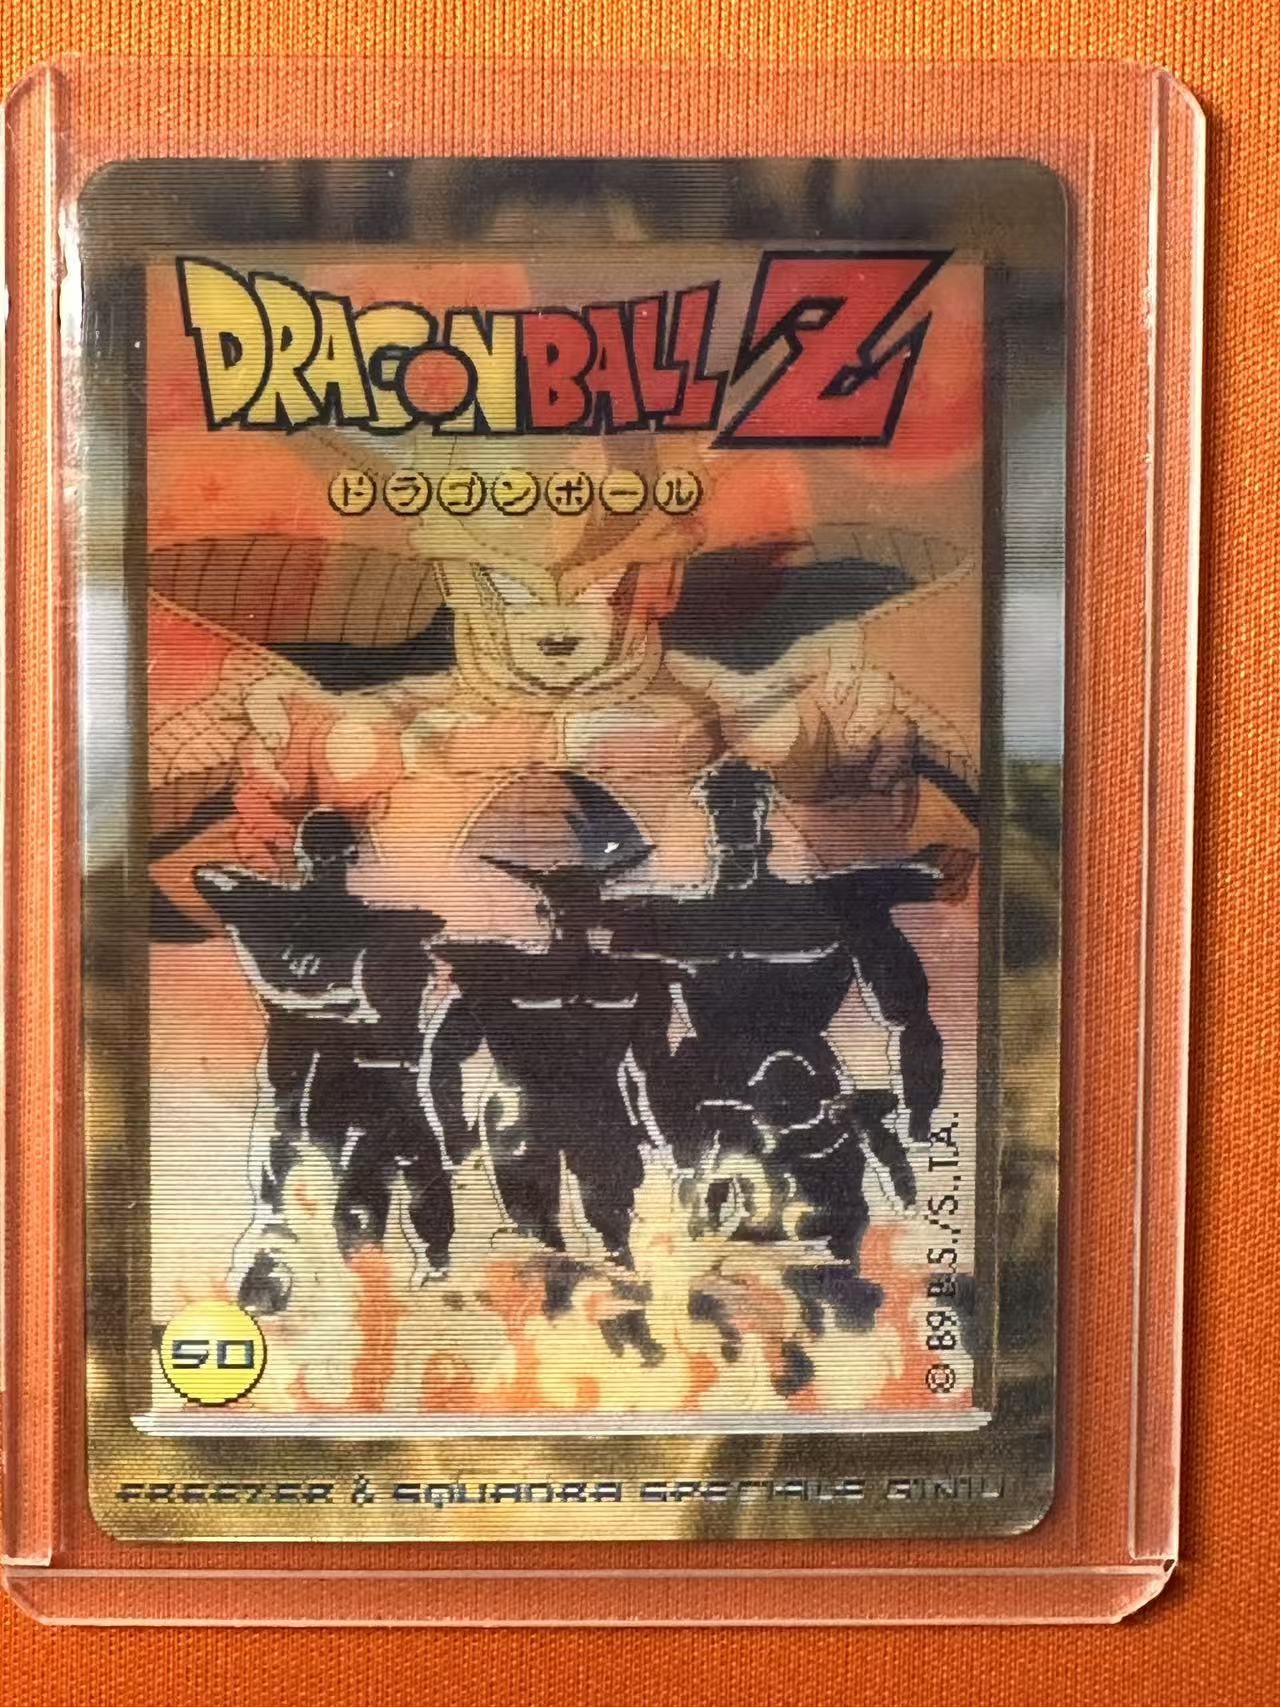 DRAGONBALL Z
ドラゴンボール
© 89 B.S./S.,T.A.
50
FREEZER & SQUADRA SPECIALE GINIU